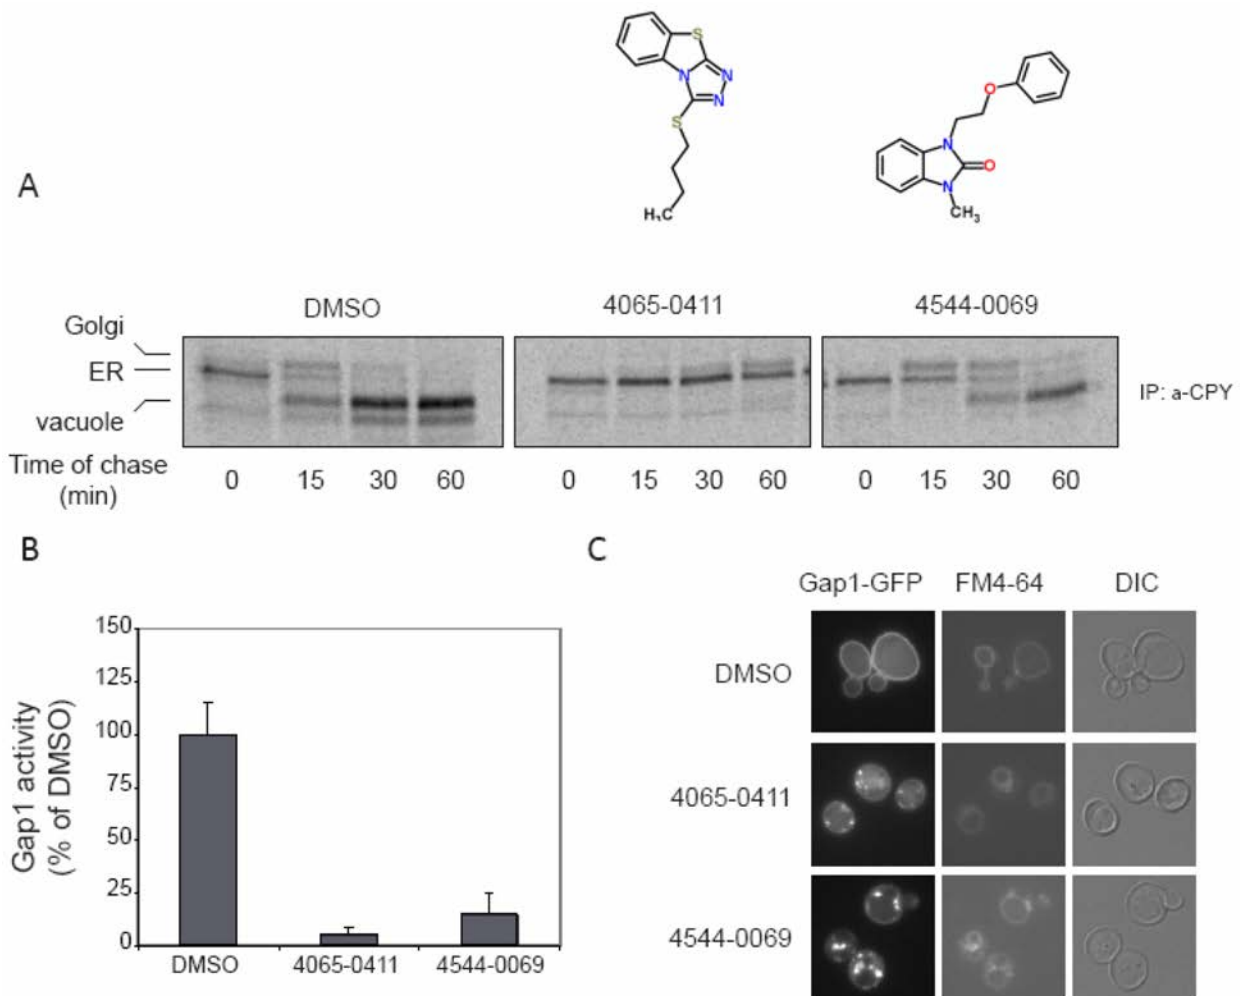 S
N
N
N
S
H₃C
O
N
O
N
CH₃
A
DMSO
4065-0411
4544-0069
Golgi
ER
vacuole
IP: a-CPY
Time of chase
(min)
0 15 30 60
0 15 30 60
0 15 30 60
B
Gap1 activity
(% of DMSO)
150
125
100
75
50
25
0
DMSO 4065-0411 4544-0069
C
Gap1-GFP FM4-64 DIC
DMSO
4065-0411
4544-0069